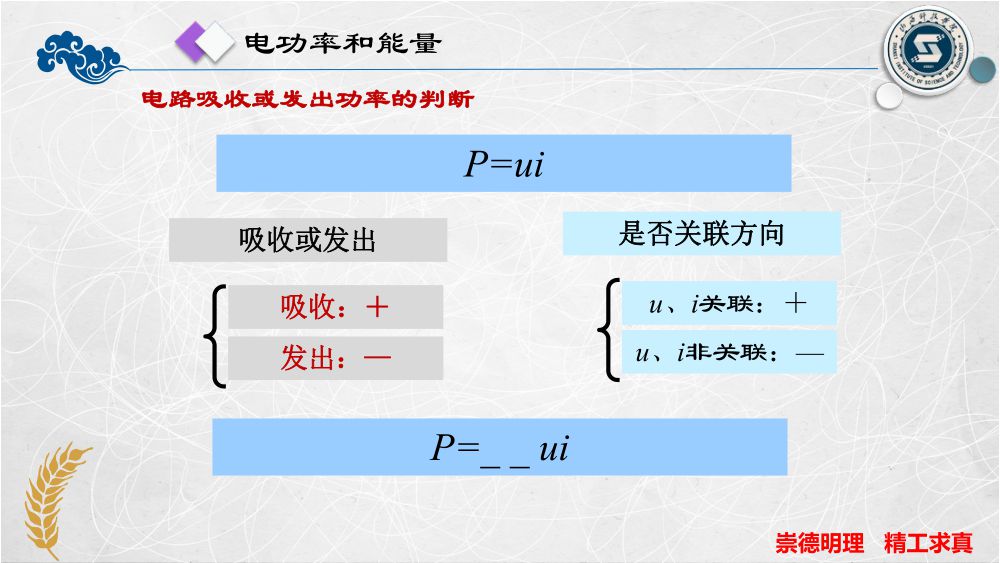 电功率和能量
电路吸收或发出功率的判断
P=ui
吸收或发出
吸收：＋
发出：—
是否关联方向
u、i关联：＋
u、i非关联：—
P=_ _ ui
崇德明理 精工求真